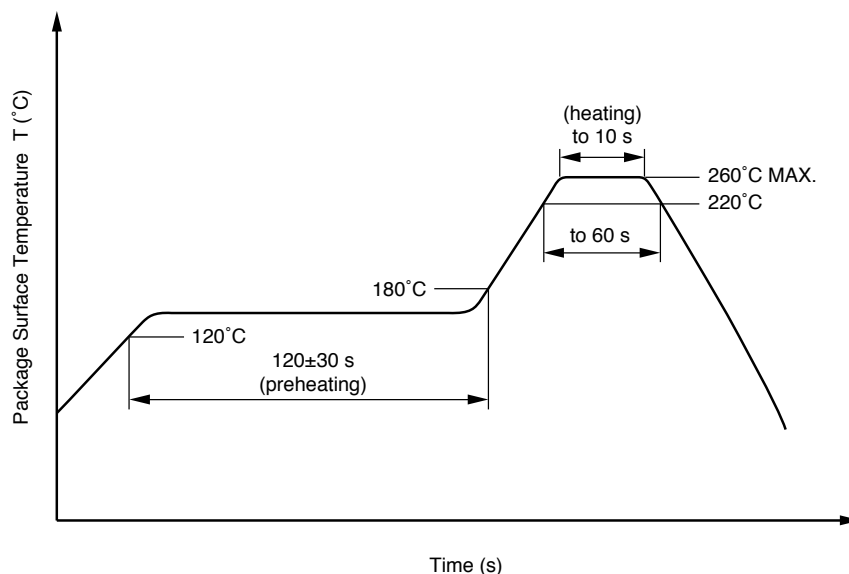 (heating)
to 10 s
260˚C MAX.
220˚C
to 60 s
180˚C
120˚C
120±30 s
(preheating)
Package Surface Temperature T (˚C)
Time (s)